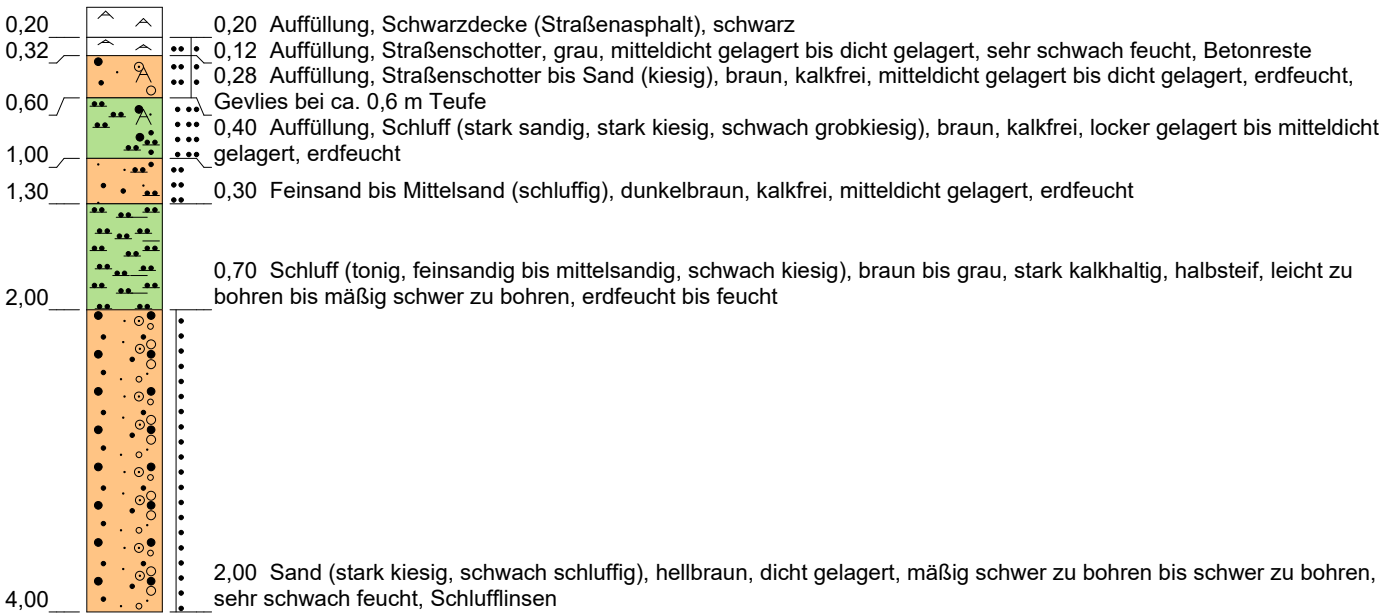 0,20 0,20 Auffüllung, Schwarzdecke (Straßenasphalt), schwarz
0,32 0,12 Auffüllung, Straßenschotter, grau, mitteldicht gelagert bis dicht gelagert, sehr schwach feucht, Betonreste
0,28 Auffüllung, Straßenschotter bis Sand (kiesig), braun, kalkfrei, mitteldicht gelagert bis dicht gelagert, erdfeucht,
0,60 Gevlies bei ca. 0,6 m Teufe
0,40 Auffüllung, Schluff (stark sandig, stark kiesig, schwach grobkiesig), braun, kalkfrei, locker gelagert bis mitteldicht
1,00 gelagert, erdfeucht
1,30 0,30 Feinsand bis Mittelsand (schluffig), dunkelbraun, kalkfrei, mitteldicht gelagert, erdfeucht
0,70 Schluff (tonig, feinsandig bis mittelsandig, schwach kiesig), braun bis grau, stark kalkhaltig, halbsteif, leicht zu
2,00 bohren bis mäßig schwer zu bohren, erdfeucht bis feucht
2,00 Sand (stark kiesig, schwach schluffig), hellbraun, dicht gelagert, mäßig schwer zu bohren bis schwer zu bohren,
4,00 sehr schwach feucht, Schlufflinsen